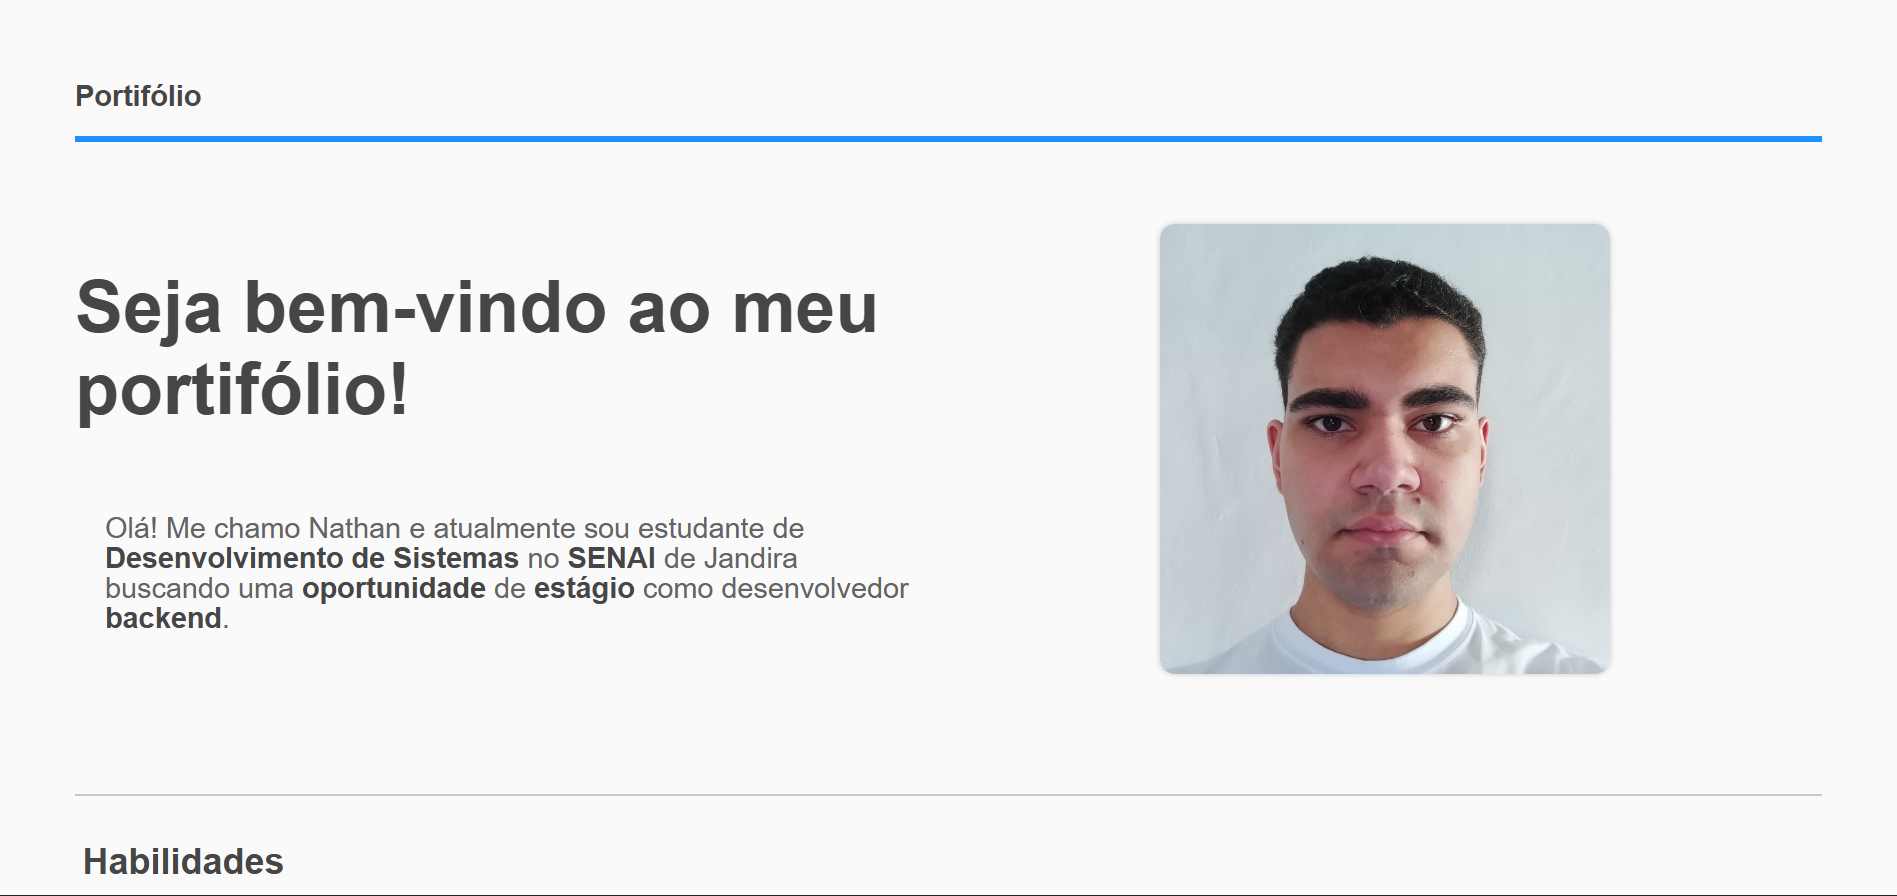 Portifólio
Seja bem-vindo ao meu
portifólio!
Olá! Me chamo Nathan e atualmente sou estudante de
Desenvolvimento de Sistemas no SENAI de Jandira
buscando uma oportunidade de estágio como desenvolvedor
backend.
Habilidades